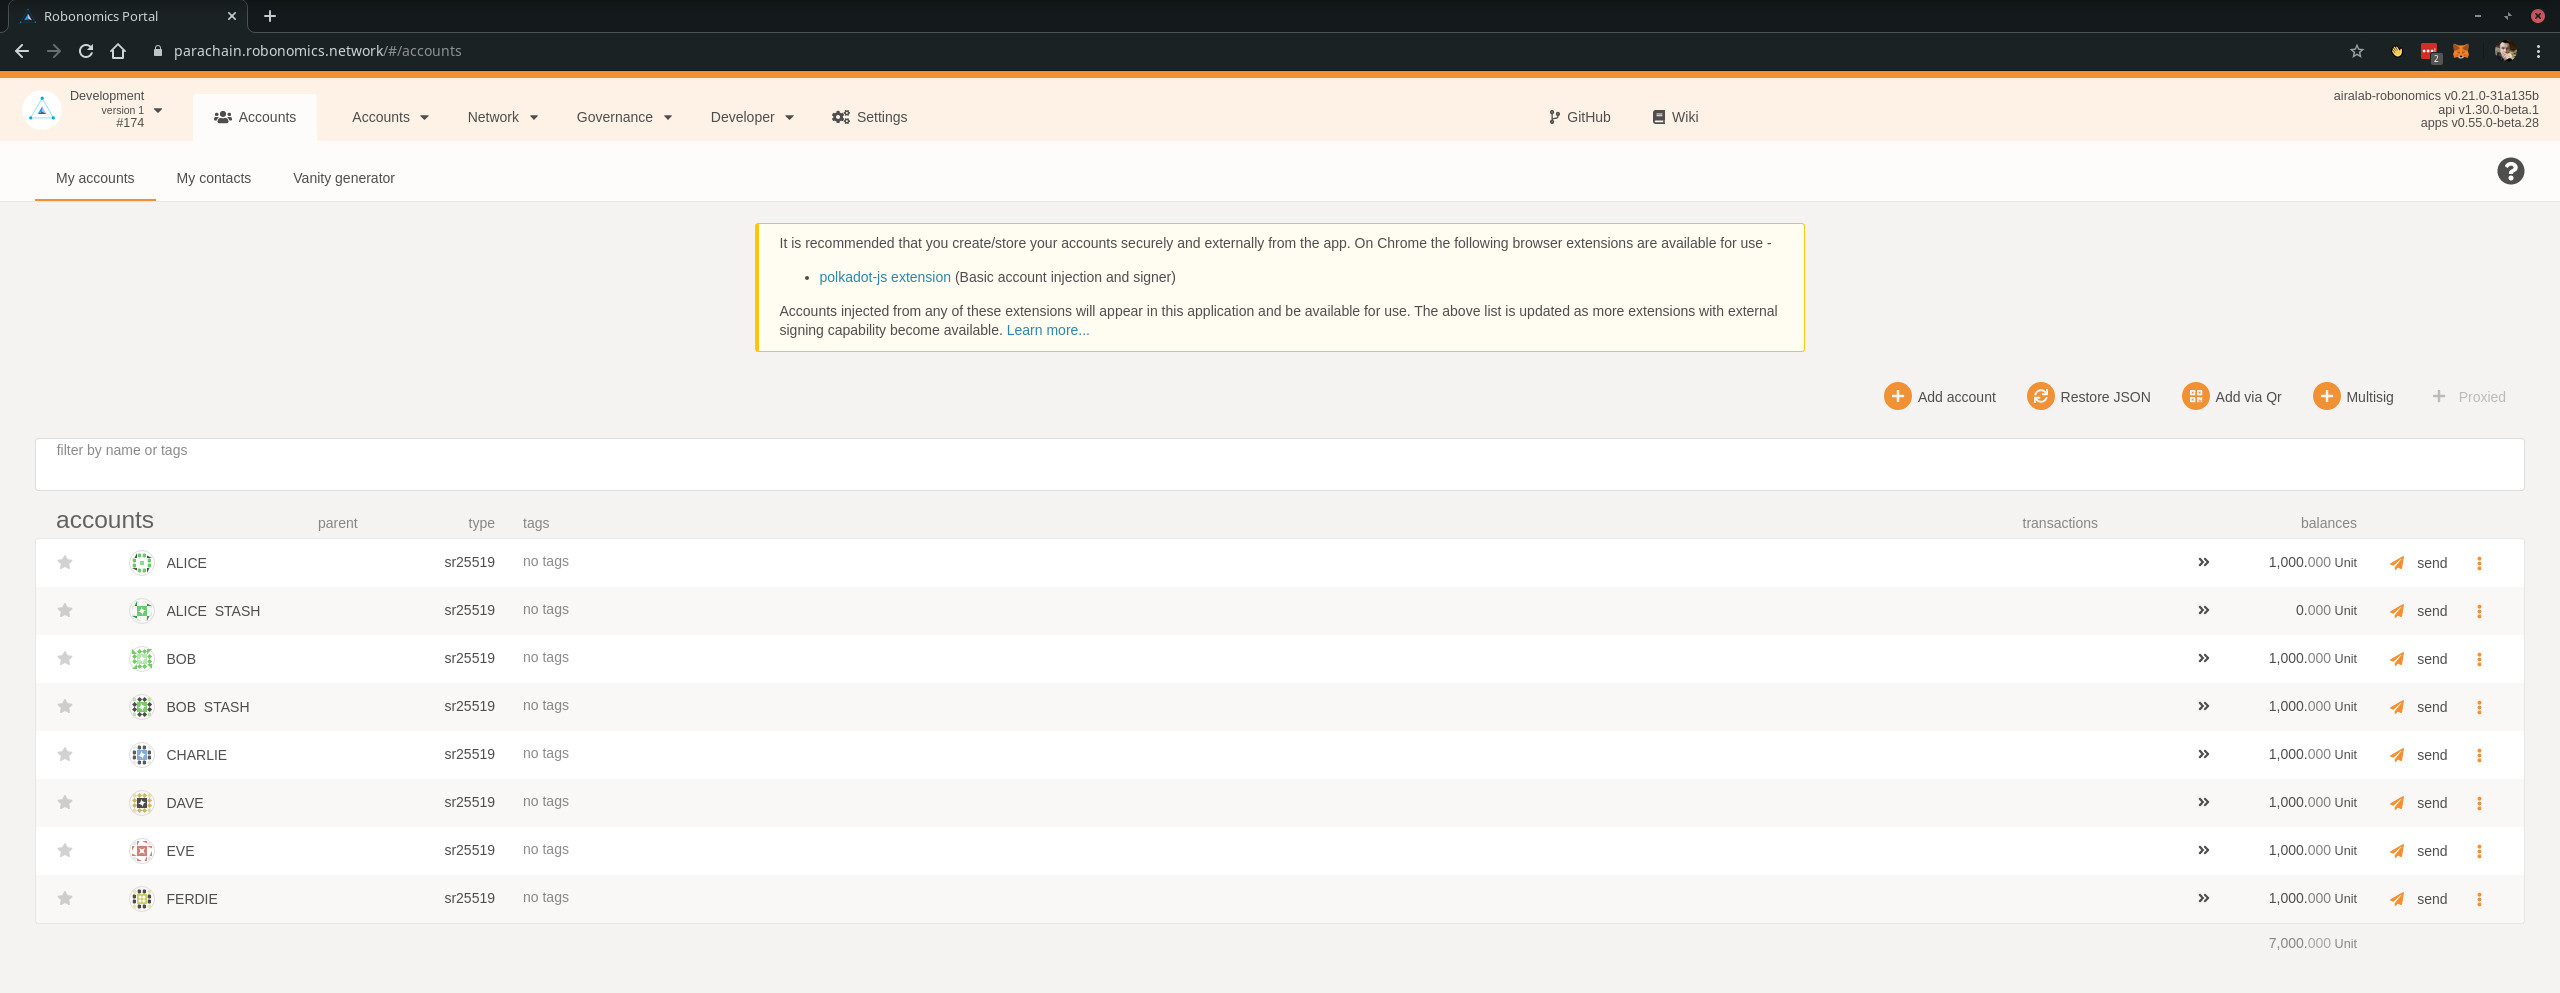 Robonomics Portal
parachain.robonomics.network/#/accounts
2
Development
version 1
#174
Accounts
Accounts
Network
Governance
Developer
Settings
GitHub
Wiki
airalab-robonomics v0.21.0-31a135b
api v1.30.0-beta.1
apps v0.55.0-beta.28
My accounts
My contacts
Vanity generator
It is recommended that you create/store your accounts securely and externally from the app. On Chrome the following browser extensions are available for use -
• polkadot-js extension (Basic account injection and signer)
Accounts injected from any of these extensions will appear in this application and be available for use. The above list is updated as more extensions with external
signing capability become available. Learn more...
Add account
Restore JSON
Add via Qr
Multisig
Proxied
filter by name or tags
accounts parent type tags transactions balances
ALICE sr25519 no tags 1,000.000 Unit send
ALICE STASH sr25519 no tags 0.000 Unit send
BOB sr25519 no tags 1,000.000 Unit send
BOB STASH sr25519 no tags 1,000.000 Unit send
CHARLIE sr25519 no tags 1,000.000 Unit send
DAVE sr25519 no tags 1,000.000 Unit send
EVE sr25519 no tags 1,000.000 Unit send
FERDIE sr25519 no tags 1,000.000 Unit send
7,000.000 Unit